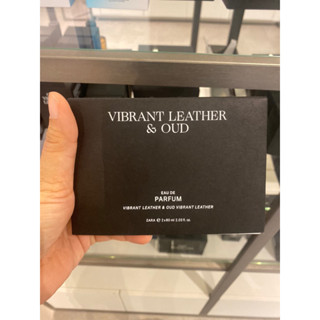 VIBRANT LEATHER
& OUD
EAU DE
PARFUM
VIBRANT LEATHER & OUD VIBRANT LEATHER